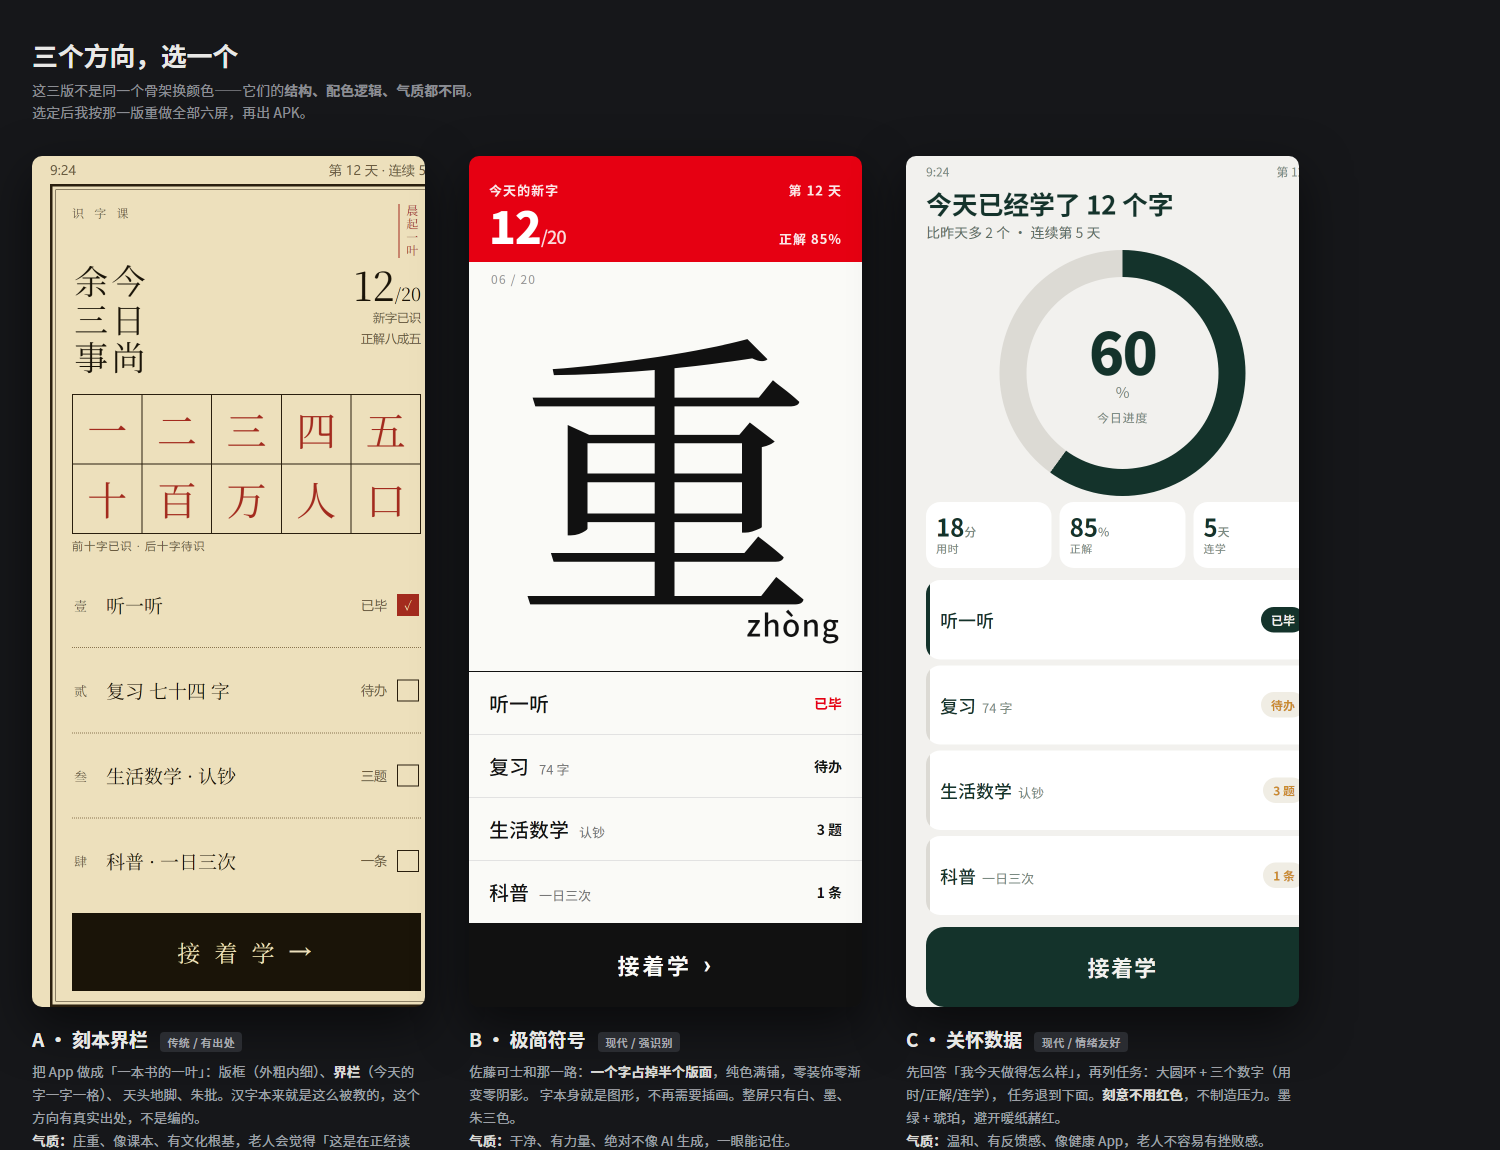 三个方向，选一个
这三版不是同一个骨架换颜色——它们的结构、配色逻辑、气质都不同。
选定后我按那一版重做全部六屏，再出 APK。
9:24
第 12 天 · 连续 5
识 字 课
晨起一叶
今日尚
余三事
12/20
新字已识
正解八成五
一 二 三 四 五
十 百 万 人 口
前十字已识 · 后十字待识
壹 听一听 已毕 ✓
贰 复习 七十四 字 待办
叁 生活数学 · 认钞 三题
肆 科普 · 一日三次 一条
接 着 学 →
A · 刻本界栏 传统 / 有出处
把 App 做成「一本书的一叶」：版框（外粗内细）、界栏（今天的
字一字一格）、天头地脚、朱批。汉字本来就是这么被教的，这个
方向有真实出处，不是编的。
气质：庄重、像课本、有文化根基，老人会觉得「这是在正经读
今天的新字
第 12 天
12/20
正解 85%
06 / 20
重
zhòng
听一听 已毕
复习 74 字 待办
生活数学 认钞 3 题
科普 一日三次 1 条
接着学 ›
B · 极简符号 现代 / 强识别
佐藤可士和那一路：一个字占掉半个版面，纯色满铺，零装饰零渐
变零阴影。 字本身就是图形，不再需要插画。整屏只有白、墨、
朱三色。
气质：干净、有力量、绝对不像 AI 生成，一眼能记住。
9:24
第 1
今天已经学了 12 个字
比昨天多 2 个 · 连续第 5 天
60
%
今日进度
18分
用时
85%
正解
5天
连学
听一听 已毕
复习 74 字 待办
生活数学 认钞 3 题
科普 一日三次 1 条
接着学
C · 关怀数据 现代 / 情绪友好
先回答「我今天做得怎么样」，再列任务：大圆环 + 三个数字（用
时/正解/连学）， 任务退到下面。刻意不用红色，不制造压力。墨
绿 + 琥珀，避开暖纸赭红。
气质：温和、有反馈感、像健康 App，老人不容易有挫败感。